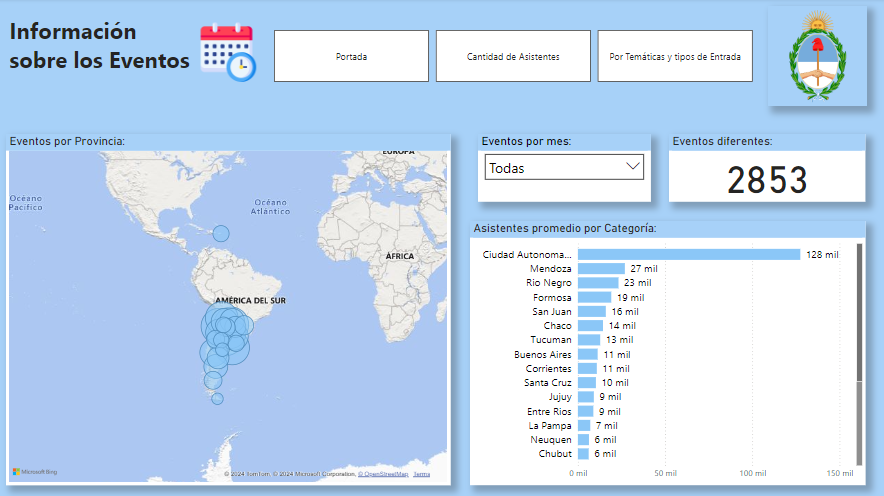 Información
sobre los Eventos
Portada
Cantidad de Asistentes
Por Temáticas y tipos de Entrada
Eventos por Provincia:
EUROPA
Océano
Pacífico
Océano
Atlántico
ÁFRICA
AMÉRICA DEL SUR
Microsoft Bing
© 2024 TomTom, © 2024 Microsoft Corporation, © OpenStreetMap Terms
Eventos por mes:
Todas
Eventos diferentes:
2853
Asistentes promedio por Categoría:
Ciudad Autonoma... 128 mil
Mendoza 27 mil
Rio Negro 23 mil
Formosa 19 mil
San Juan 16 mil
Chaco 14 mil
Tucuman 13 mil
Buenos Aires 11 mil
Corrientes 11 mil
Santa Cruz 10 mil
Jujuy 9 mil
Entre Rios 9 mil
La Pampa 7 mil
Neuquen 6 mil
Chubut 6 mil
0 mil 50 mil 100 mil 150 mil